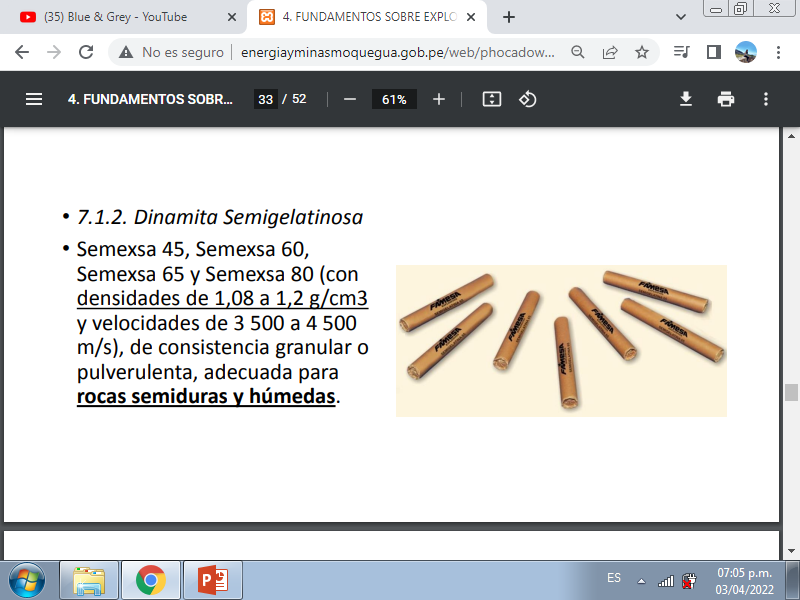 (35) Blue & Grey - YouTube
4. FUNDAMENTOS SOBRE EXPLO
No es seguro
energiayminasmoquegua.gob.pe/web/phocadow...
4. FUNDAMENTOS SOBR...
33 / 52
61%
• 7.1.2. Dinamita Semigelatinosa
• Semexsa 45, Semexsa 60,
Semexsa 65 y Semexsa 80 (con
densidades de 1,08 a 1,2 g/cm3
y velocidades de 3 500 a 4 500
m/s), de consistencia granular o
pulverulenta, adecuada para
rocas semiduras y húmedas.
FAMESA
FAMESA
FAMESA
FAMESA
FAMESA
FAMESA
FAMESA
ES
07:05 p.m.
03/04/2022